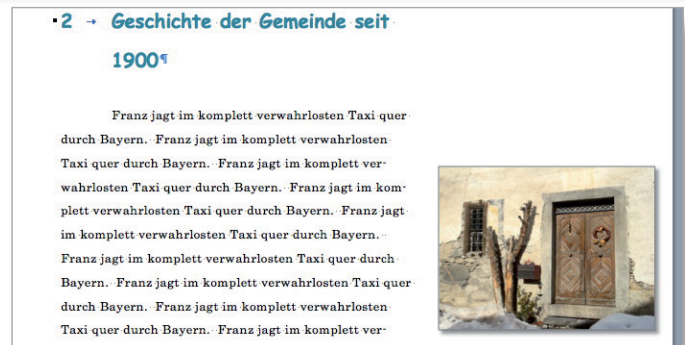 2 Geschichte der Gemeinde seit
1900
Franz jagt im komplett verwahrlosten Taxi quer
durch Bayern. Franz jagt im komplett verwahrlosten
Taxi quer durch Bayern. Franz jagt im komplett ver-
wahrlosten Taxi quer durch Bayern. Franz jagt im kom-
plett verwahrlosten Taxi quer durch Bayern. Franz jagt
im komplett verwahrlosten Taxi quer durch Bayern.
Franz jagt im komplett verwahrlosten Taxi quer durch
Bayern. Franz jagt im komplett verwahrlosten Taxi quer
durch Bayern. Franz jagt im komplett verwahrlosten
Taxi quer durch Bayern. Franz jagt im komplett ver-